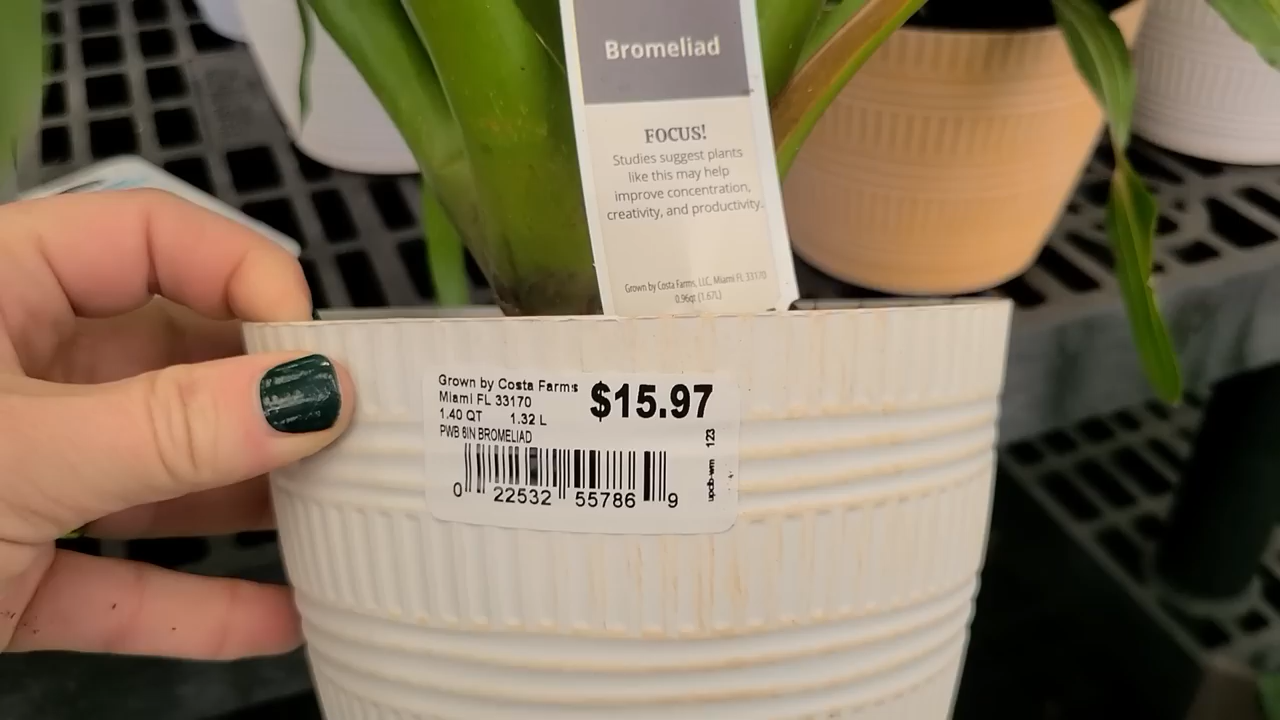 Bromeliad
FOCUS!
Studies suggest plants
like this may help
improve concentration,
creativity, and productivity.
Grown by Costa Farms, LLC, Miami FL 33170
0.96qt (1.67L)
Grown by Costa Farms
Miami FL 33170
1.40 QT 1.32 L
PWB 6IN BROMELIAD
$15.97
0 22532 55786 9
upcb-wm 123